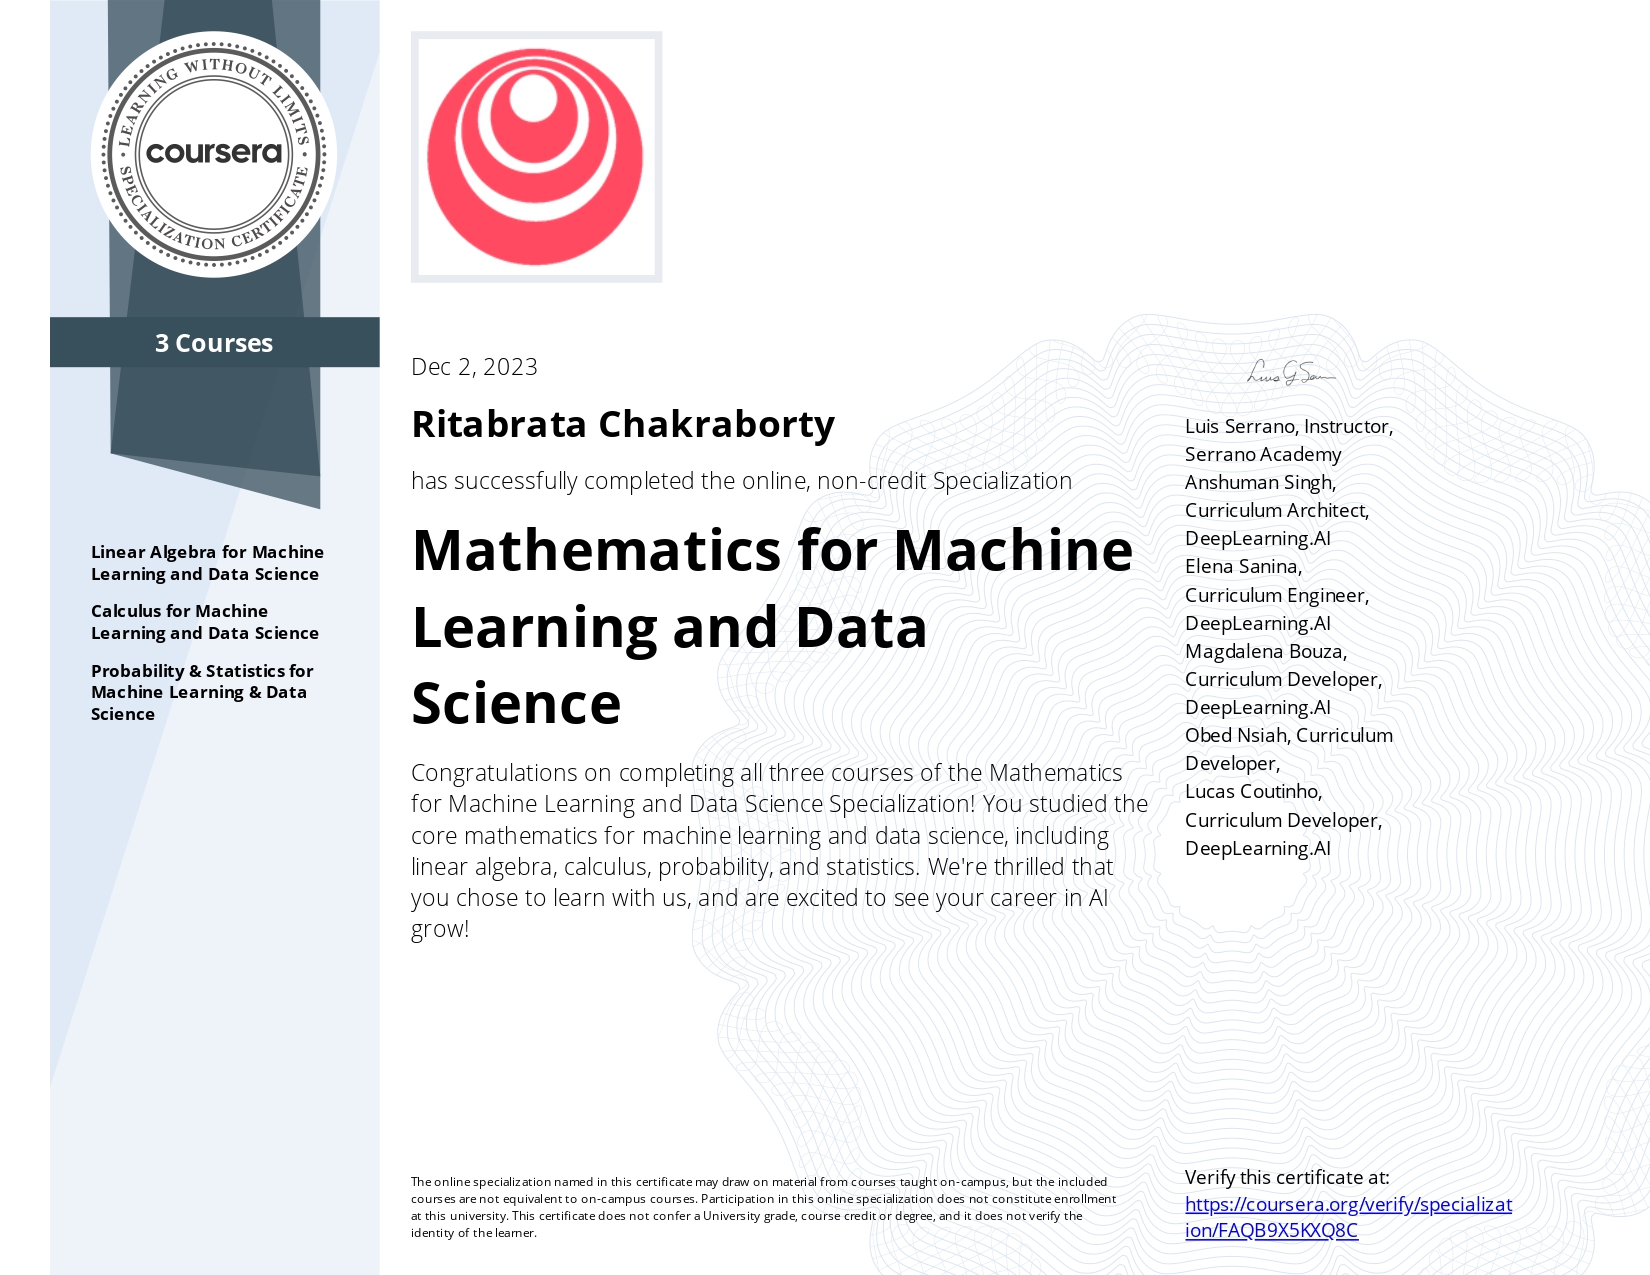 LEARNING WITHOUT LIMITS
coursera
SPECIALIZATION CERTIFICATE
3 Courses
Linear Algebra for Machine
Learning and Data Science
Calculus for Machine
Learning and Data Science
Probability & Statistics for
Machine Learning & Data
Science
Dec 2, 2023
Ritabrata Chakraborty
has successfully completed the online, non-credit Specialization
Mathematics for Machine
Learning and Data
Science
Congratulations on completing all three courses of the Mathematics
for Machine Learning and Data Science Specialization! You studied the
core mathematics for machine learning and data science, including
linear algebra, calculus, probability, and statistics. We're thrilled that
you chose to learn with us, and are excited to see your career in AI
grow!
The online specialization named in this certificate may draw on material from courses taught on-campus, but the included
courses are not equivalent to on-campus courses. Participation in this online specialization does not constitute enrollment
at this university. This certificate does not confer a University grade, course credit or degree, and it does not verify the
identity of the learner.
Luis G Serrano, Instructor,
Serrano Academy
Anshuman Singh,
Curriculum Architect,
DeepLearning.AI
Elena Sanina,
Curriculum Engineer,
DeepLearning.AI
Magdalena Bouza,
Curriculum Developer,
DeepLearning.AI
Obed Nsiah, Curriculum
Developer,
Lucas Coutinho,
Curriculum Developer,
DeepLearning.AI
Verify this certificate at:
https://coursera.org/verify/specializat
ion/FAQB9X5KXQ8C